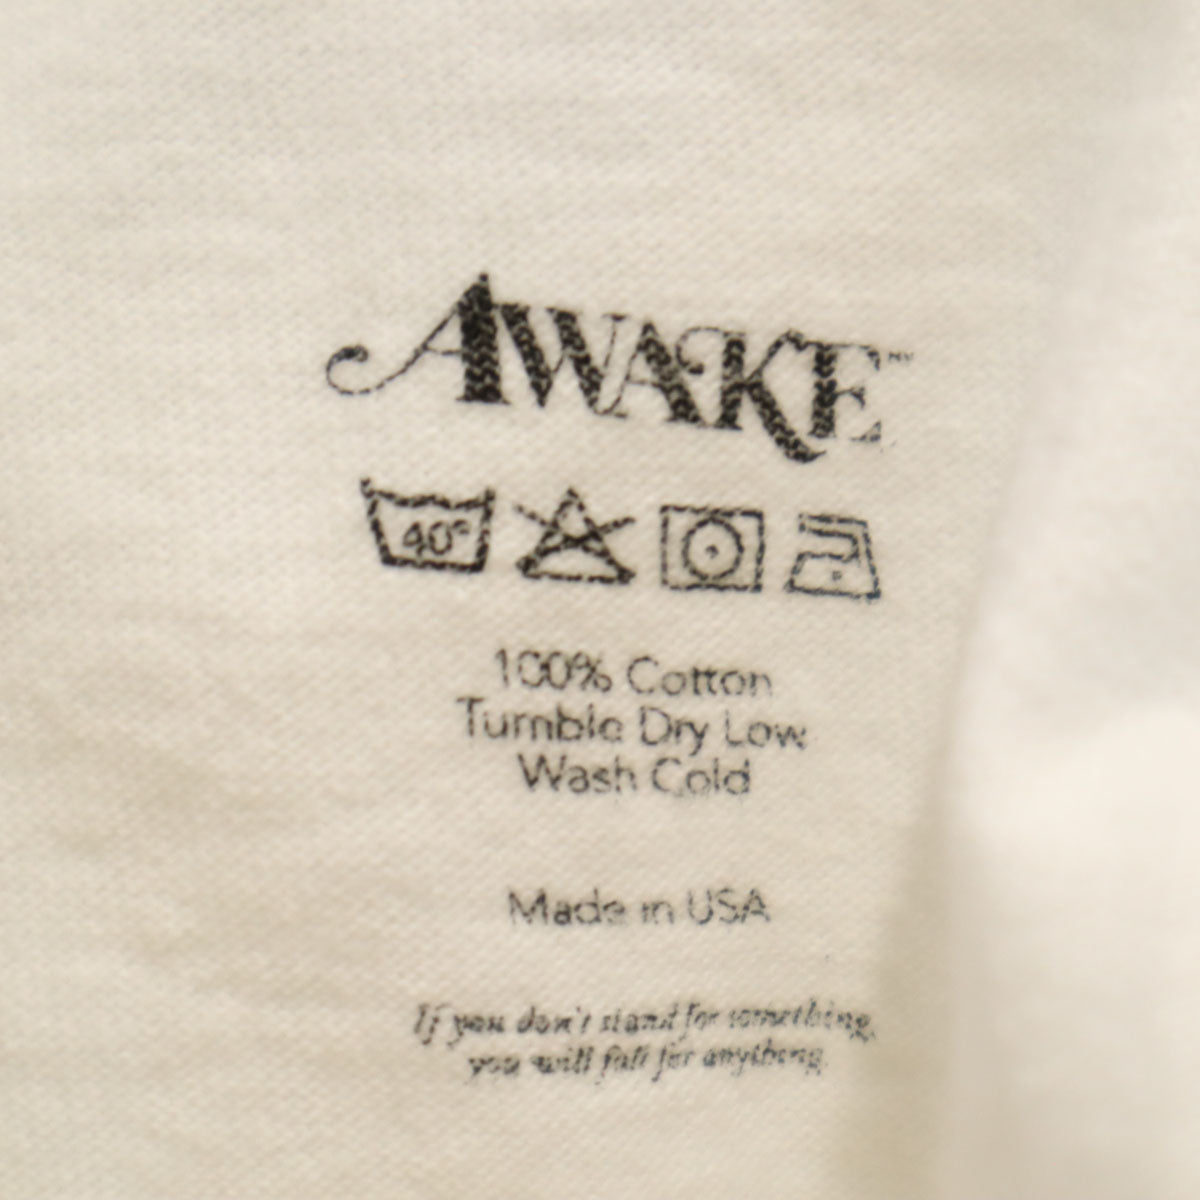 AWAKE™
40°
100% Cotton
Tumble Dry Low
Wash Cold
Made in USA
If you don't stand for something,
you will fall for anything.